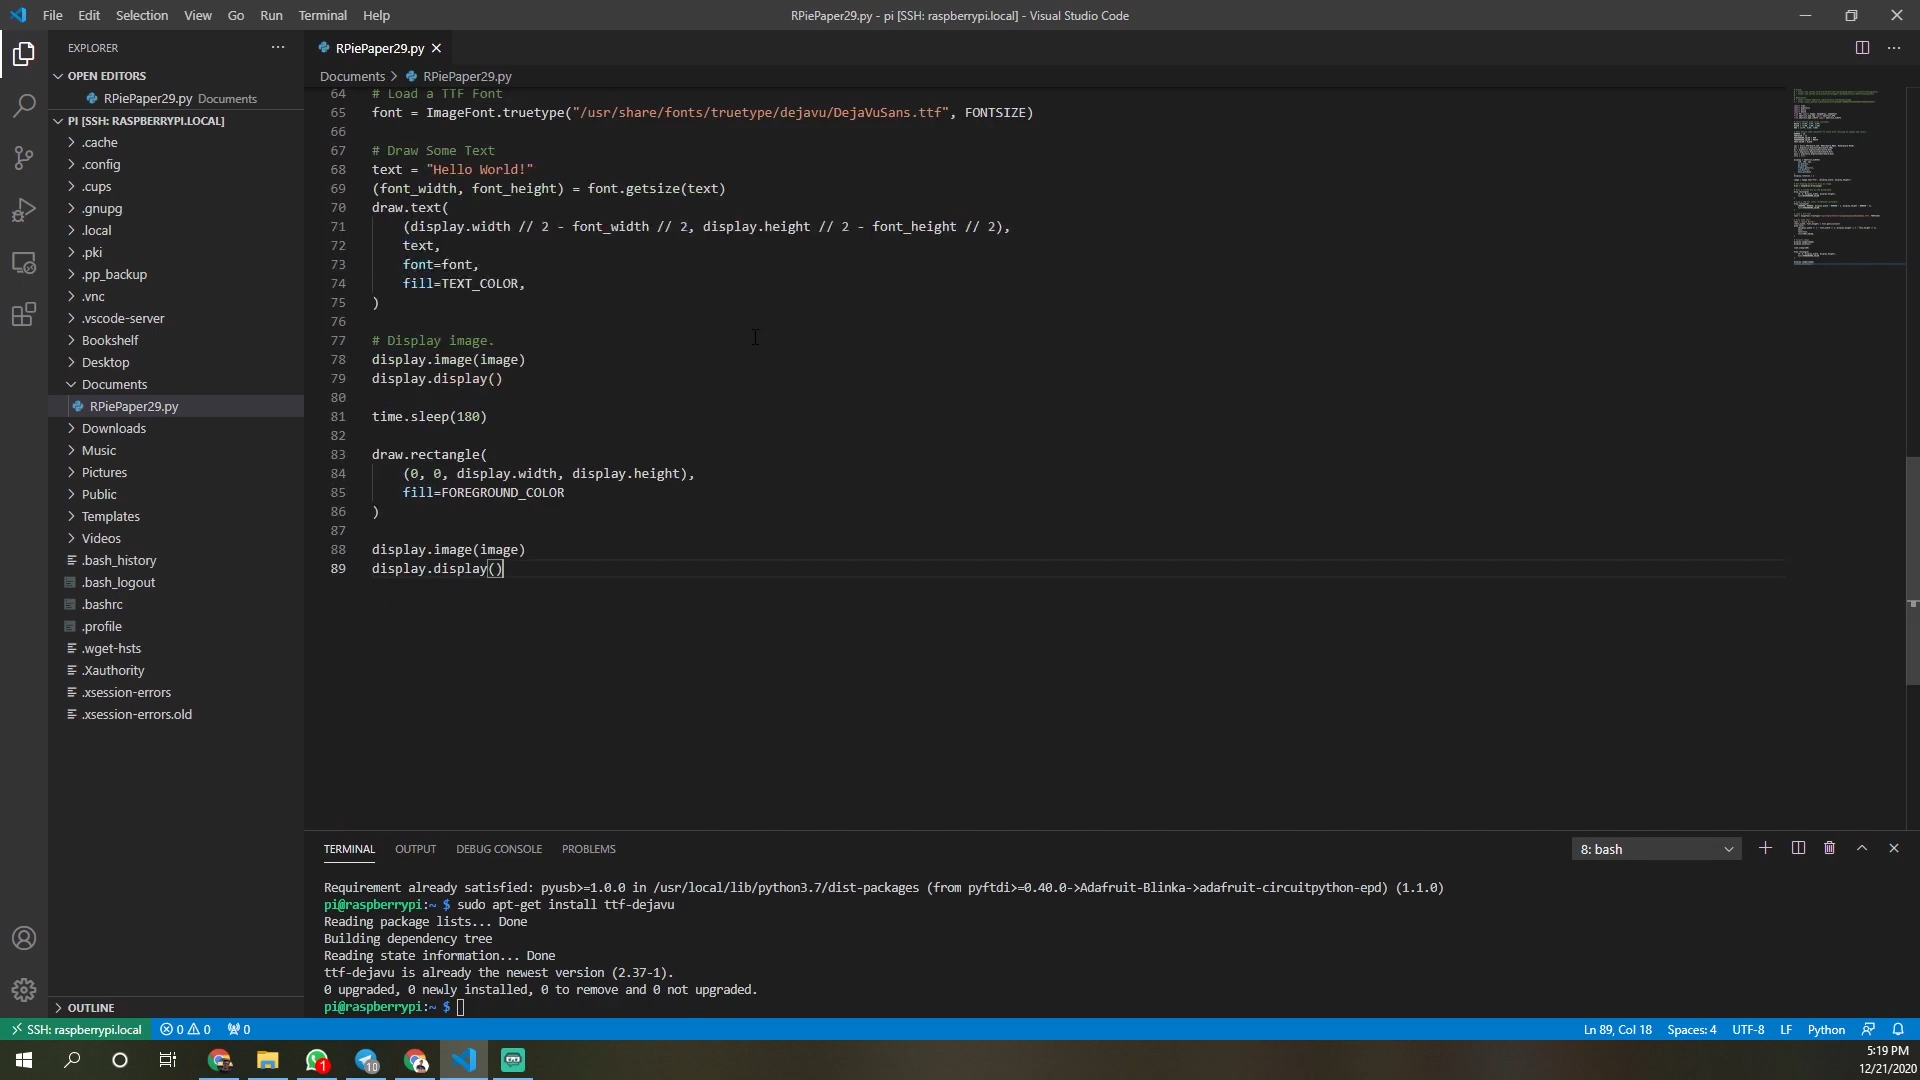 File Edit Selection View Go Run Terminal Help
RPiePaper29.py - pi [SSH: raspberrypi.local] - Visual Studio Code
EXPLORER
OPEN EDITORS
RPiePaper29.py Documents
PI [SSH: RASPBERRYPI.LOCAL]
.cache
.config
.cups
.gnupg
.local
.pki
.pp_backup
.vnc
.vscode-server
Bookshelf
Desktop
Documents
RPiePaper29.py
Downloads
Music
Pictures
Public
Templates
Videos
.bash_history
.bash_logout
.bashrc
.profile
.wget-hsts
.Xauthority
.xsession-errors
.xsession-errors.old
OUTLINE
RPiePaper29.py
Documents > RPiePaper29.py
64 # Load a TTF Font
65 font = ImageFont.truetype("/usr/share/fonts/truetype/dejavu/DejaVuSans.ttf", FONTSIZE)
66
67 # Draw Some Text
68 text = "Hello World!"
69 (font_width, font_height) = font.getsize(text)
70 draw.text(
71 (display.width // 2 - font_width // 2, display.height // 2 - font_height // 2),
72 text,
73 font=font,
74 fill=TEXT_COLOR,
75 )
76
77 # Display image.
78 display.image(image)
79 display.display()
80
81 time.sleep(180)
82
83 draw.rectangle(
84 (0, 0, display.width, display.height),
85 fill=FOREGROUND_COLOR
86 )
87
88 display.image(image)
89 display.display()
TERMINAL OUTPUT DEBUG CONSOLE PROBLEMS
8: bash
Requirement already satisfied: pyusb>=1.0.0 in /usr/local/lib/python3.7/dist-packages (from pyftdi>=0.40.0->Adafruit-Blinka->adafruit-circuitpython-epd) (1.1.0)
pi@raspberrypi:~ $ sudo apt-get install ttf-dejavu
Reading package lists... Done
Building dependency tree
Reading state information... Done
ttf-dejavu is already the newest version (2.37-1).
0 upgraded, 0 newly installed, 0 to remove and 0 not upgraded.
pi@raspberrypi:~ $
SSH: raspberrypi.local 0 0 0
Ln 89, Col 18 Spaces: 4 UTF-8 LF Python
1
10
5:19 PM
12/21/2020